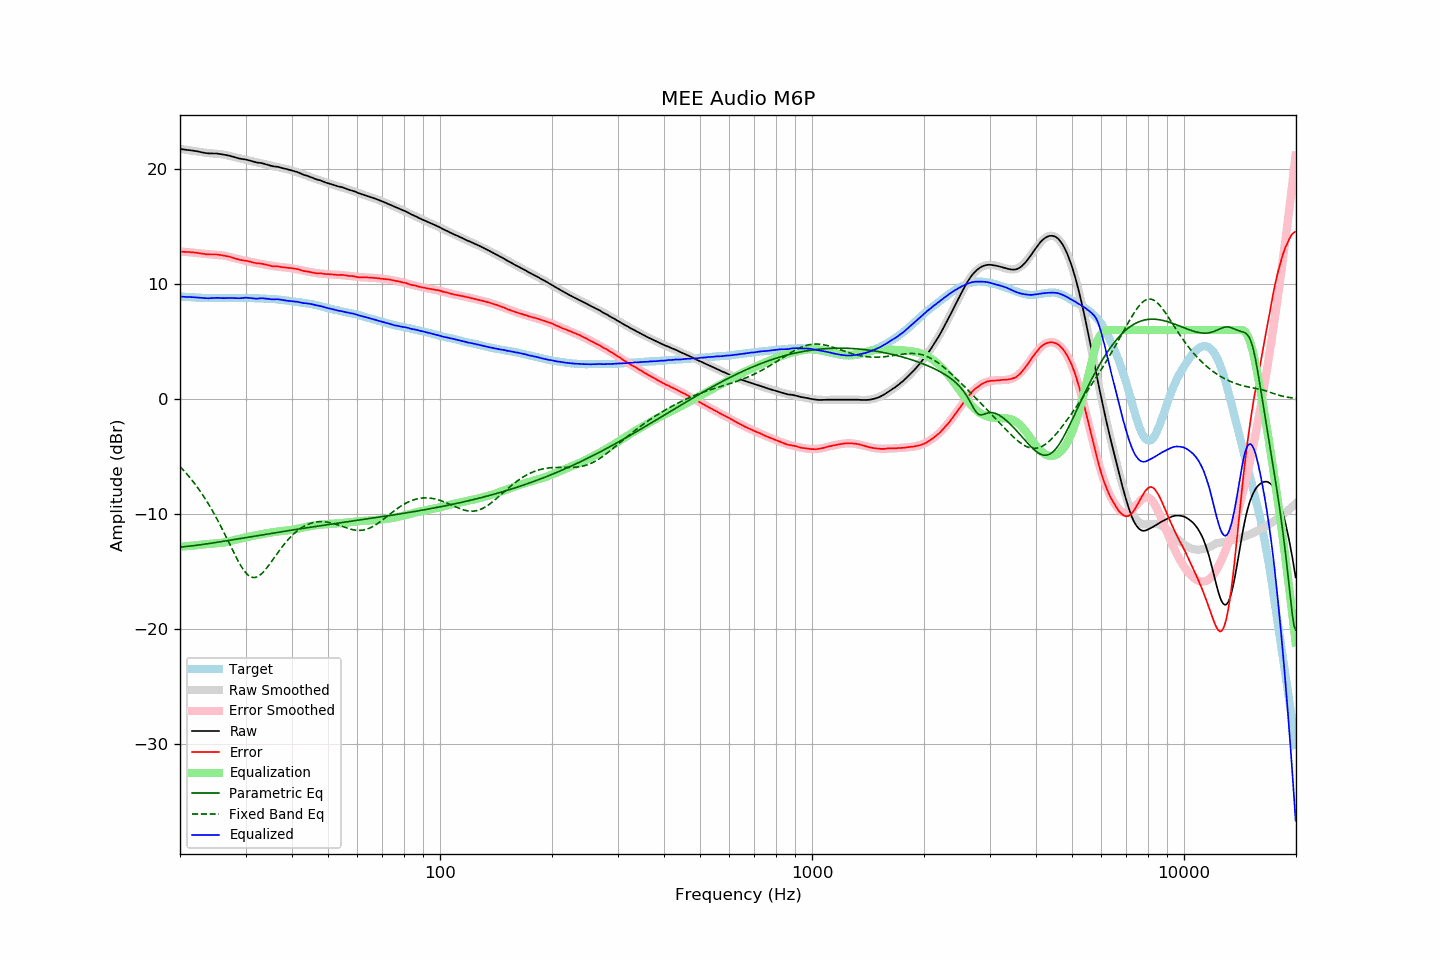 MEE Audio M6P
Amplitude (dBr)
20
10
0
−10
−20
−30
Target
Raw Smoothed
Error Smoothed
Raw
Error
Equalization
Parametric Eq
Fixed Band Eq
Equalized
100
1000
10000
Frequency (Hz)